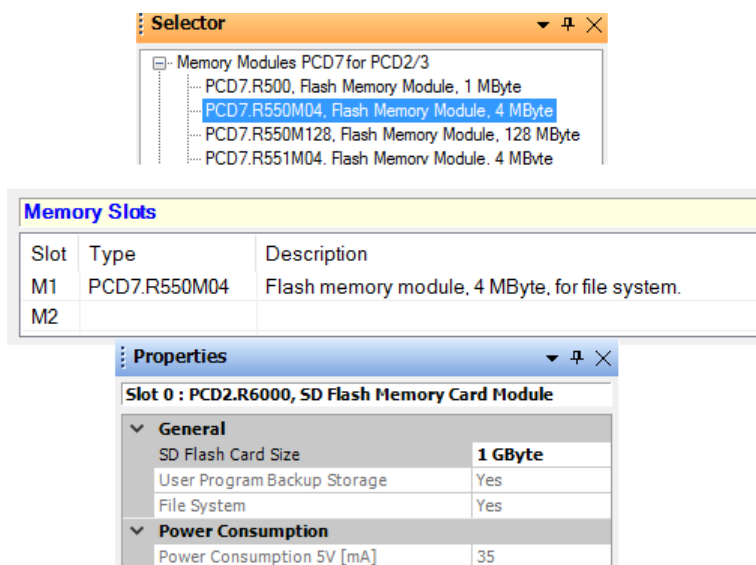 Selector
Memory Modules PCD7 for PCD2/3
PCD7.R500, Flash Memory Module, 1 MByte
PCD7.R550M04, Flash Memory Module, 4 MByte
PCD7.R550M128, Flash Memory Module, 128 MByte
PCD7.R551M04, Flash Memory Module, 4 MByte
Memory Slots
Slot Type Description
M1 PCD7.R550M04 Flash memory module, 4 MByte, for file system.
M2
Properties
Slot 0 : PCD2.R6000, SD Flash Memory Card Module
General
SD Flash Card Size 1 GByte
User Program Backup Storage Yes
File System Yes
Power Consumption
Power Consumption 5V [mA] 35